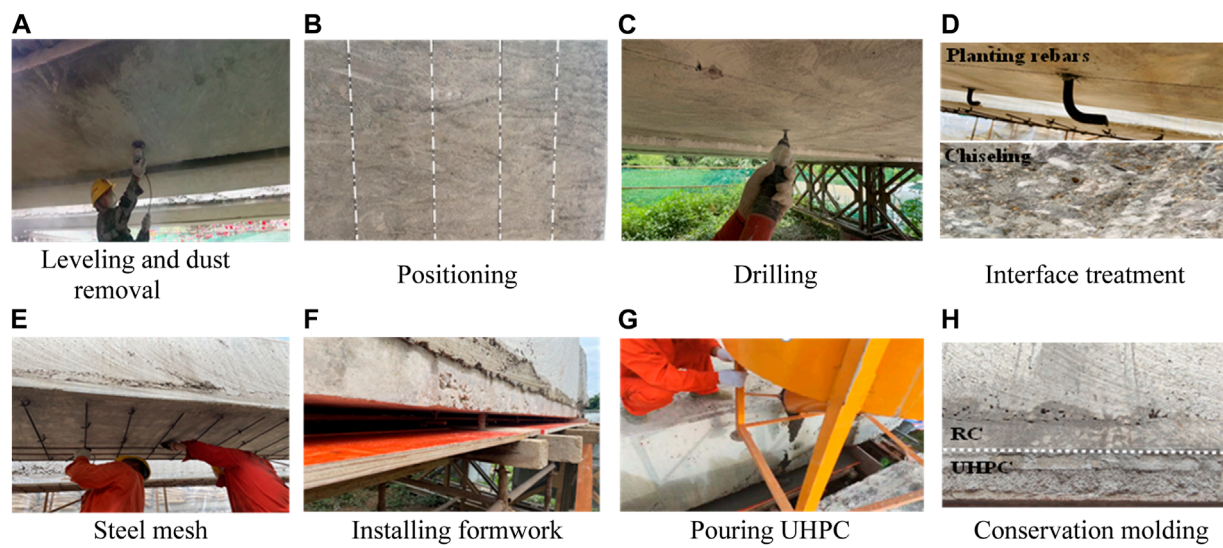 A
B
C
D
Planting rebars
Chiseling
Leveling and dust
removal
Positioning
Drilling
Interface treatment
E
F
G
H
RC
UHPC
Steel mesh
Installing formwork
Pouring UHPC
Conservation molding